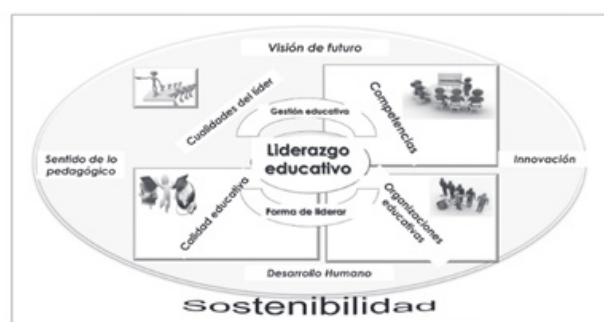 Visión de futuro
Cualidades del líder
Gestión educativa
Competencias
Sentido de lo
pedagógico
Liderazgo
educativo
Innovación
Calidad educativa
Forma de liderar
Organizaciones
educativas
Desarrollo Humano
Sostenibilidad